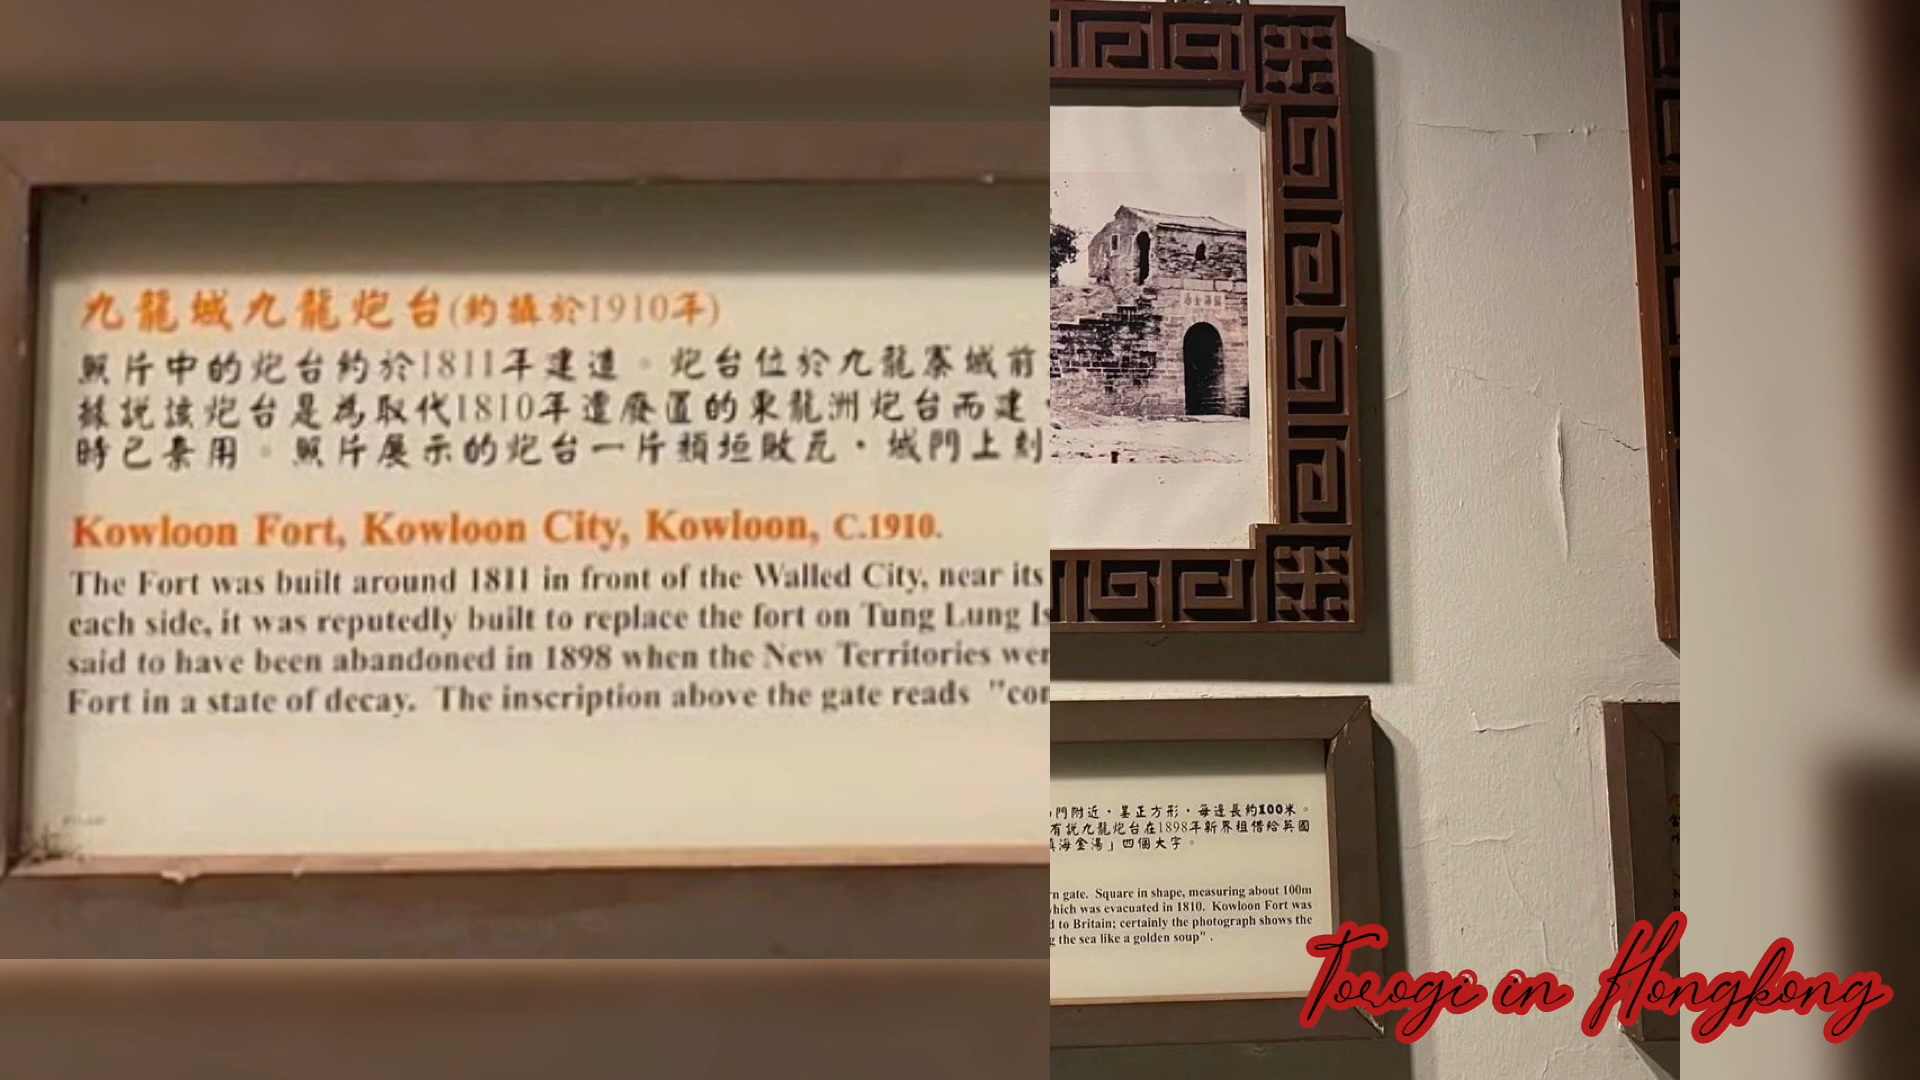 九龍城九龍炮台(約攝於1910年)
照片中的炮台約於1811年建造。炮台位於九龍寨城前
據說該炮台是為取代1810年遭廢置的東龍洲炮台而建,
時已棄用。照片展示的炮台一片頹垣敗瓦,城門上刻
Kowloon Fort, Kowloon City, Kowloon, C.1910.
The Fort was built around 1811 in front of the Walled City, near its
each side, it was reputedly built to replace the fort on Tung Lung Is
said to have been abandoned in 1898 when the New Territories wer
Fort in a state of decay. The inscription above the gate reads "con
門附近,呈正方形,每邊長約100米。
有說九龍炮台在1898年新界租借給英國
海金湯」四個大字。
rn gate. Square in shape, measuring about 100m
which was evacuated in 1810. Kowloon Fort was
d to Britain; certainly the photograph shows the
g the sea like a golden soup" .
Torogi in Hongkong